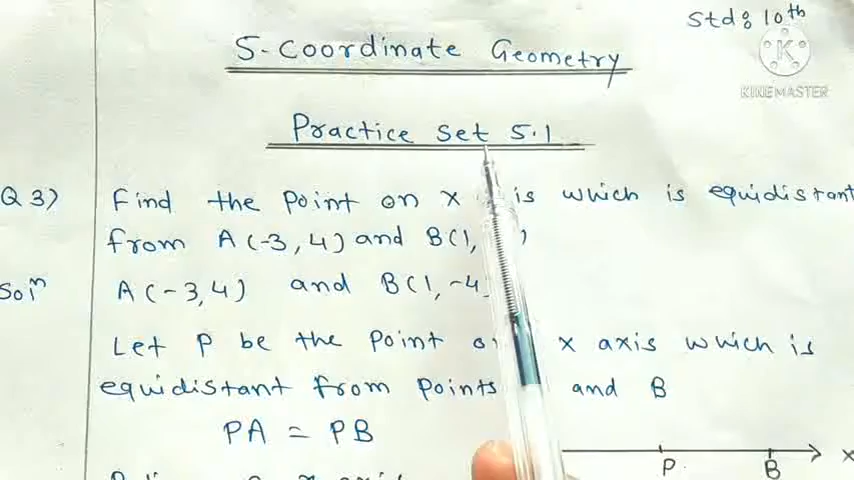 Std: 10th
K
KINEMASTER
5-Coordinate Geometry
Practice Set 5.1
Q 3) Find the point on x is which is equidistant
from A(-3,4) and B(1, )
Solⁿ A(-3,4) and B(1,-4
Let P be the point o x axis which is
equidistant from points and B
PA = PB
P B x
x axis